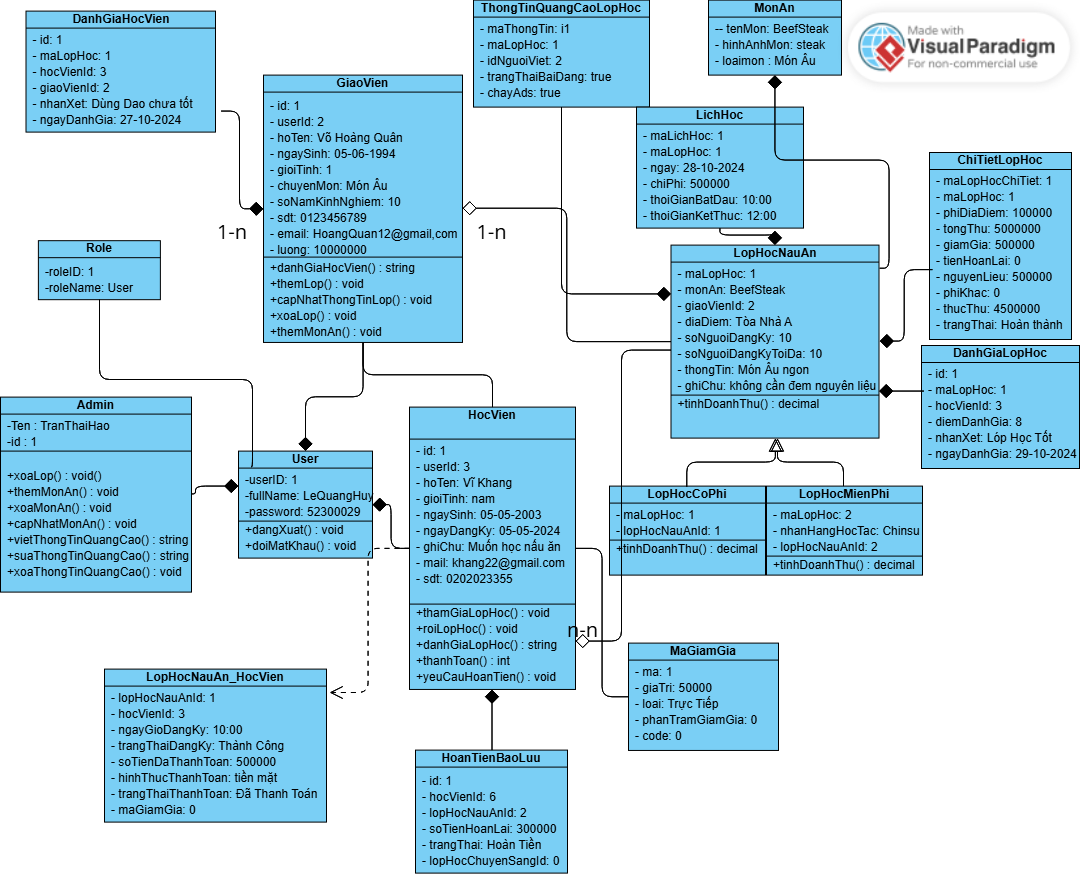 DanhGiaHocVien
- id: 1
- maLopHoc: 1
- hocVienId: 3
- giaoVienId: 2
- nhanXet: Dùng Dao chưa tốt
- ngayDanhGia: 27-10-2024
GiaoVien
- id: 1
- userId: 2
- hoTen: Võ Hoàng Quân
- ngaySinh: 05-06-1994
- gioiTinh: 1
- chuyenMon: Món Âu
- soNamKinhNghiem: 10
- sdt: 0123456789
- email: HoangQuan12@gmail,com
- luong: 10000000
+danhGiaHocVien() : string
+themLop() : void
+capNhatThongTinLop() : void
+xoaLop() : void
+themMonAn() : void
1-n
1-n
ThongTinQuangCaoLopHoc
- maThongTin: i1
- maLopHoc: 1
- idNguoiViet: 2
- trangThaiBaiDang: true
- chayAds: true
MonAn
-- tenMon: BeefSteak
- hinhAnhMon: steak
- loaimon : Món Âu
Made with
VisualParadigm
For non-commercial use
LichHoc
- maLichHoc: 1
- maLopHoc: 1
- ngay: 28-10-2024
- chiPhi: 500000
- thoiGianBatDau: 10:00
- thoiGianKetThuc: 12:00
ChiTietLopHoc
- maLopHocChiTiet: 1
- maLopHoc: 1
- phiDiaDiem: 100000
- tongThu: 5000000
- giamGia: 500000
- tienHoanLai: 0
- nguyenLieu: 500000
- phiKhac: 0
- thucThu: 4500000
- trangThai: Hoàn thành
LopHocNauAn
- maLopHoc: 1
- monAn: BeefSteak
- giaoVienId: 2
- diaDiem: Tòa Nhà A
- soNguoiDangKy: 10
- soNguoiDangKyToiDa: 10
- thongTin: Món Âu ngon
- ghiChu: không cần đem nguyên liệu
+tinhDoanhThu() : decimal
DanhGiaLopHoc
- id: 1
- maLopHoc: 1
- hocVienId: 3
- diemDanhGia: 8
- nhanXet: Lóp Học Tốt
- ngayDanhGia: 29-10-2024
Role
-roleID: 1
-roleName: User
Admin
-Ten : TranThaiHao
-id : 1
+xoaLop() : void()
+themMonAn() : void
+xoaMonAn() : void
+capNhatMonAn() : void
+vietThongTinQuangCao() : string
+suaThongTinQuangCao() : string
+xoaThongTinQuangCao() : void
User
-userID: 1
-fullName: LeQuangHuy
-password: 52300029
+dangXuat() : void
+doiMatKhau() : void
HocVien
- id: 1
- userId: 3
- hoTen: Vĩ Khang
- gioiTinh: nam
- ngaySinh: 05-05-2003
- ngayDangKy: 05-05-2024
- ghiChu: Muốn học nấu ăn
- mail: khang22@gmail.com
- sdt: 0202023355
+thamGiaLopHoc() : void
+roiLopHoc() : void
+danhGiaLopHoc() : string
+thanhToan() : int
+yeuCauHoanTien() : void
n-n
LopHocCoPhi
- maLopHoc: 1
- lopHocNauAnId: 1
+tinhDoanhThu() : decimal
LopHocMienPhi
- maLopHoc: 2
- nhanHangHocTac: Chinsu
- lopHocNauAnId: 2
+tinhDoanhThu() : decimal
MaGiamGia
- ma: 1
- giaTri: 50000
- loai: Trực Tiếp
- phanTramGiamGia: 0
- code: 0
LopHocNauAn_HocVien
- lopHocNauAnId: 1
- hocVienId: 3
- ngayGioDangKy: 10:00
- trangThaiDangKy: Thành Công
- soTienDaThanhToan: 500000
- hinhThucThanhToan: tiền mặt
- trangThaiThanhToan: Đã Thanh Toán
- maGiamGia: 0
HoanTienBaoLuu
- id: 1
- hocVienId: 6
- lopHocNauAnId: 2
- soTienHoanLai: 300000
- trangThai: Hoàn Tiền
- lopHocChuyenSangId: 0